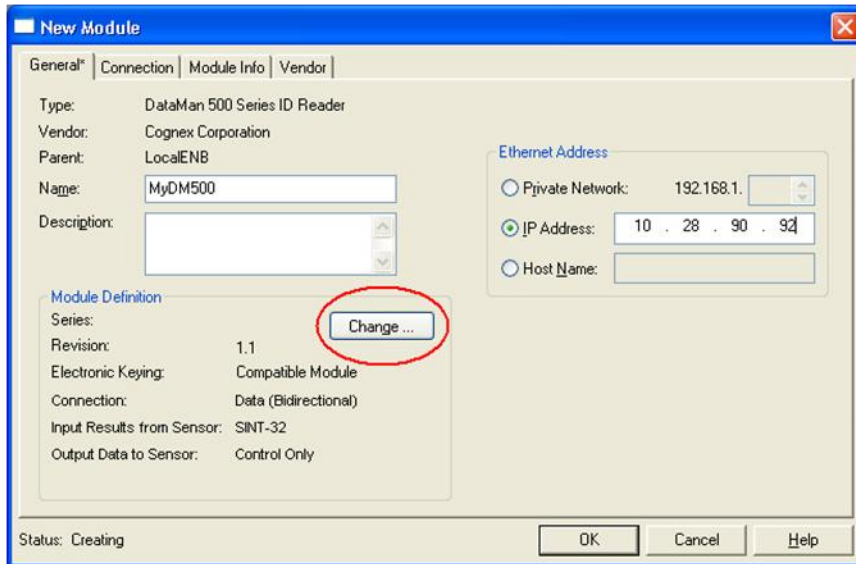 New Module
General* Connection Module Info Vendor
Type: DataMan 500 Series ID Reader
Vendor: Cognex Corporation
Parent: LocalENB
Name: MyDM500
Description:
Ethernet Address
Private Network: 192.168.1.
IP Address: 10 . 28 . 90 . 92
Host Name:
Module Definition
Series:
Change ...
Revision: 1.1
Electronic Keying: Compatible Module
Connection: Data (Bidirectional)
Input Results from Sensor: SINT-32
Output Data to Sensor: Control Only
Status: Creating
OK Cancel Help